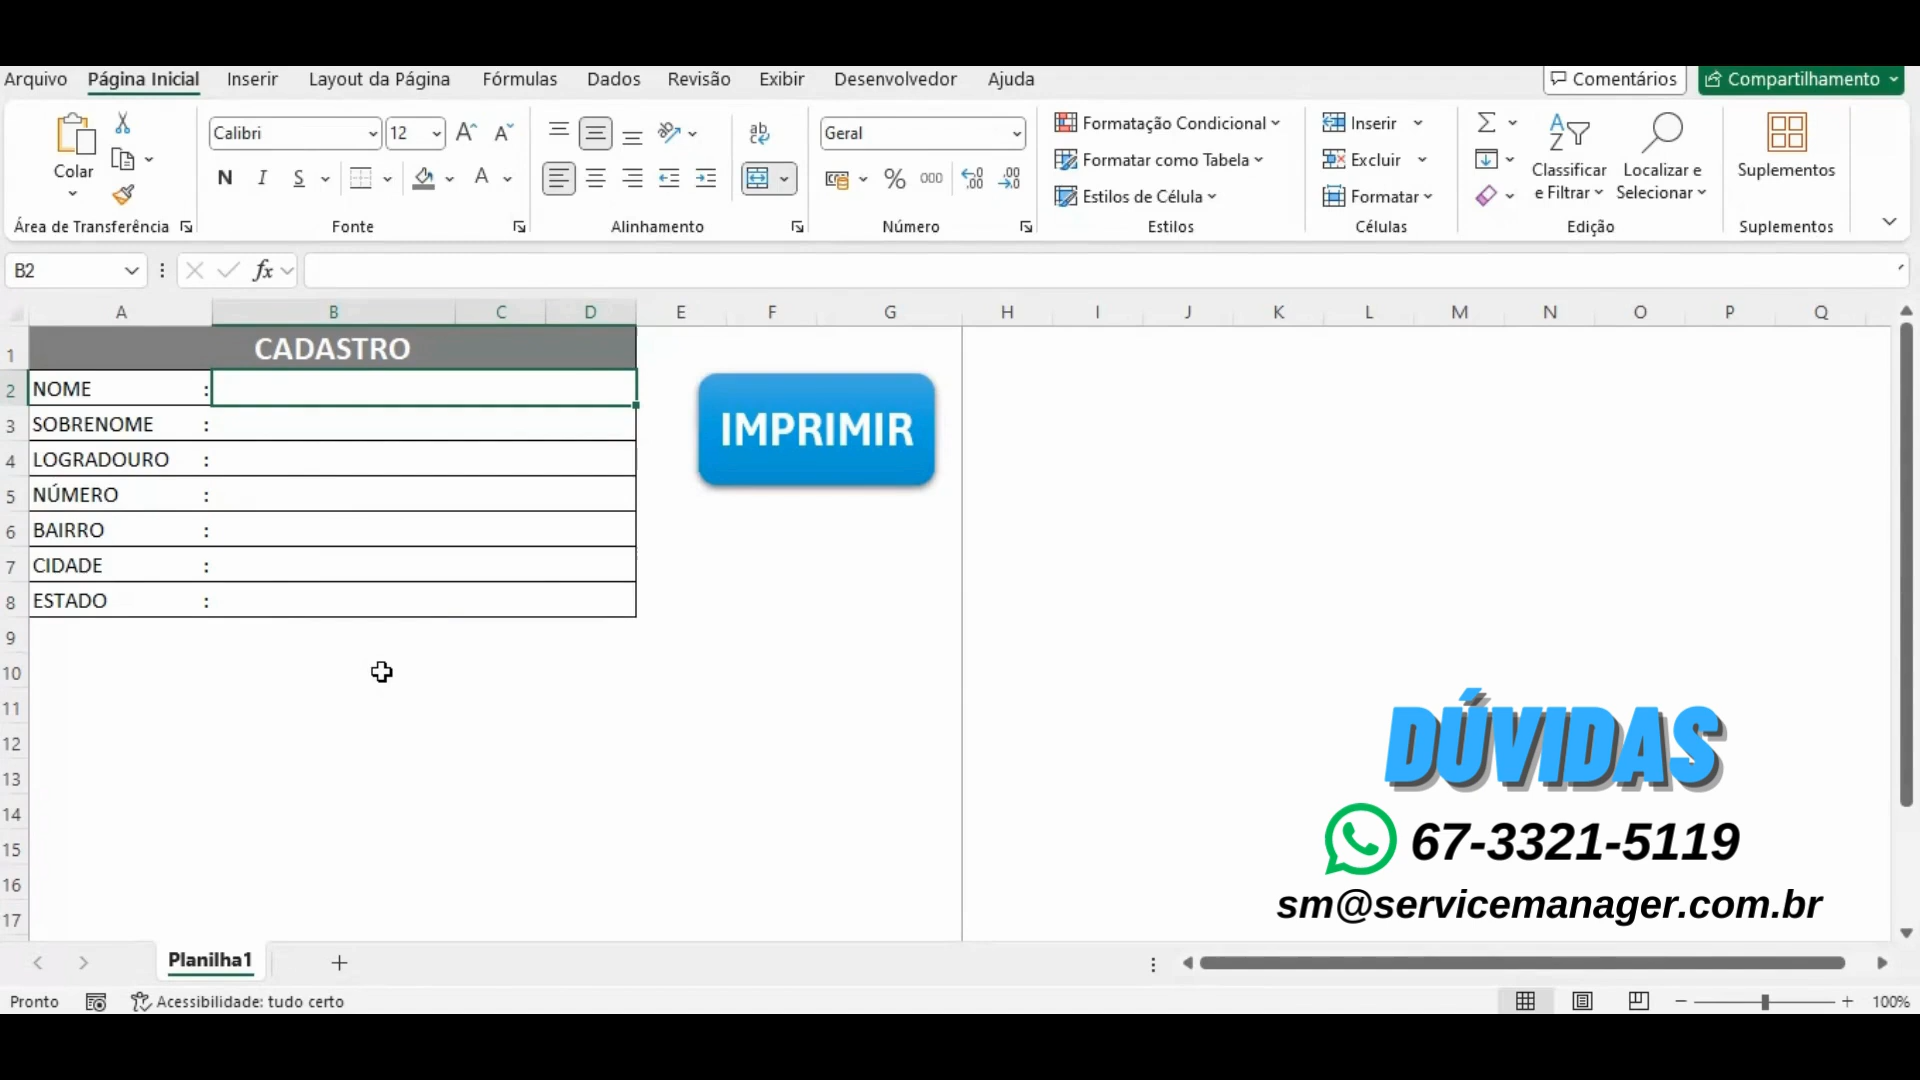 Arquivo Página Inicial Inserir Layout da Página Fórmulas Dados Revisão Exibir Desenvolvedor Ajuda Comentários Compartilhamento
Colar
Área de Transferência
Calibri 12
N I S A
Fonte
ab
Alinhamento
Geral
% 000
Número
Formatação Condicional
Formatar como Tabela
Estilos de Célula
Estilos
Inserir
Excluir
Formatar
Células
Classificar
e Filtrar
Localizar e
Selecionar
Edição
Suplementos
Suplementos
B2 fx
A B C D E F G H I J K L M N O P Q
1 CADASTRO
2 NOME :
3 SOBRENOME :
4 LOGRADOURO :
5 NÚMERO :
6 BAIRRO :
7 CIDADE :
8 ESTADO :
9
10
11
12
13
14
15
16
17
IMPRIMIR
DÚVIDAS
67-3321-5119
sm@servicemanager.com.br
Planilha1 +
Pronto Acessibilidade: tudo certo 100%